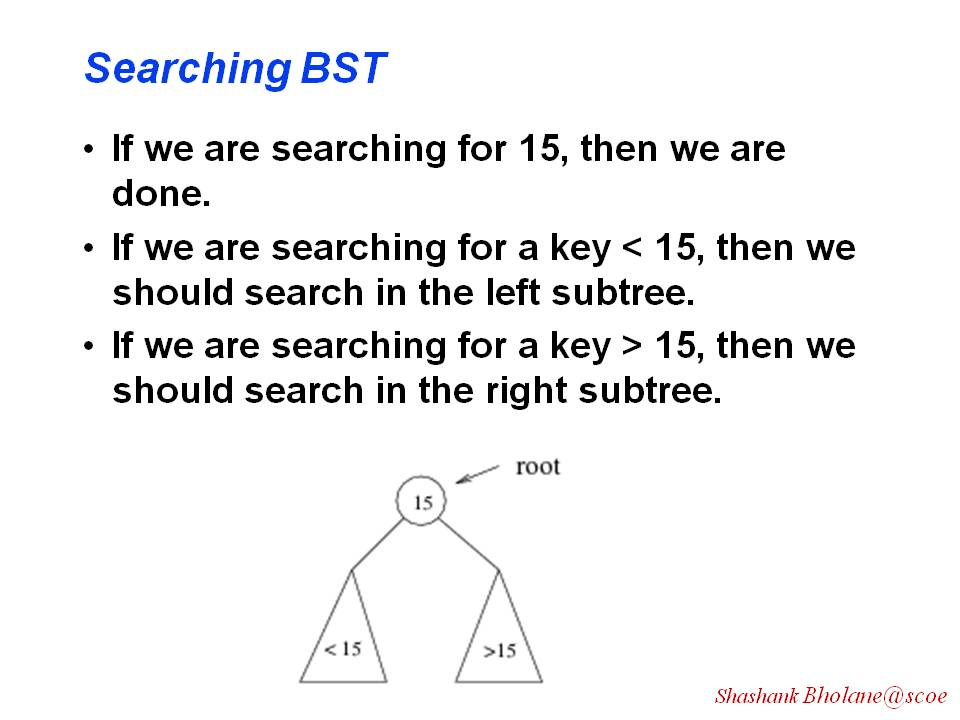 Searching BST
• If we are searching for 15, then we are
done.
• If we are searching for a key < 15, then we
should search in the left subtree.
• If we are searching for a key > 15, then we
should search in the right subtree.
root
15
< 15
>15
Shashank Bholane@scoe